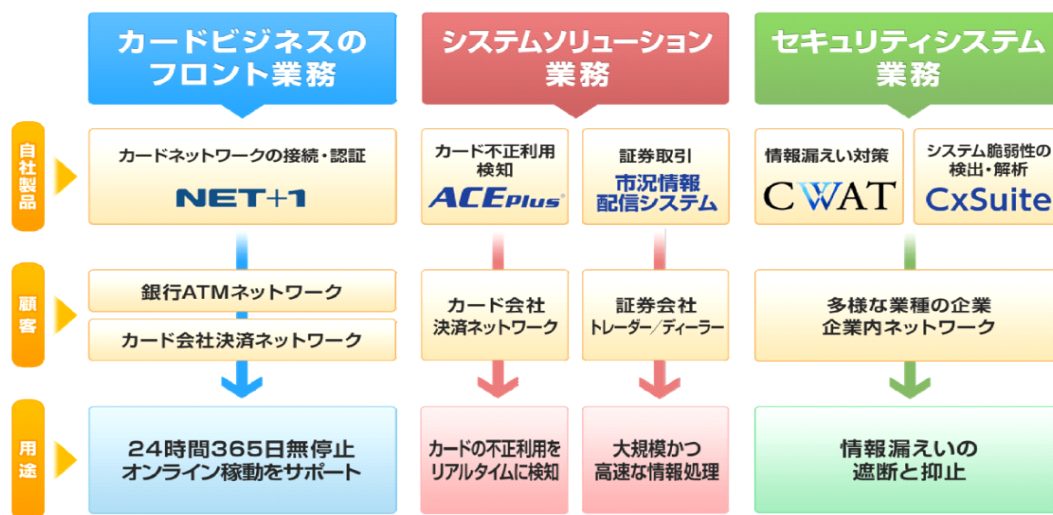 カードビジネスの
フロント業務
システムソリューション
業務
セキュリティシステム
業務
自社製品
カードネットワークの接続・認証
NET+1
カード不正利用
検知
ACEPlus®
証券取引
市況情報
配信システム
情報漏えい対策
CWAT
システム脆弱性の
検出・解析
CxSuite
顧客
銀行ATMネットワーク
カード会社決済ネットワーク
カード会社
決済ネットワーク
証券会社
トレーダー/ディーラー
多様な業種の企業
企業内ネットワーク
用途
24時間365日無停止
オンライン稼動をサポート
カードの不正利用を
リアルタイムに検知
大規模かつ
高速な情報処理
情報漏えいの
遮断と抑止